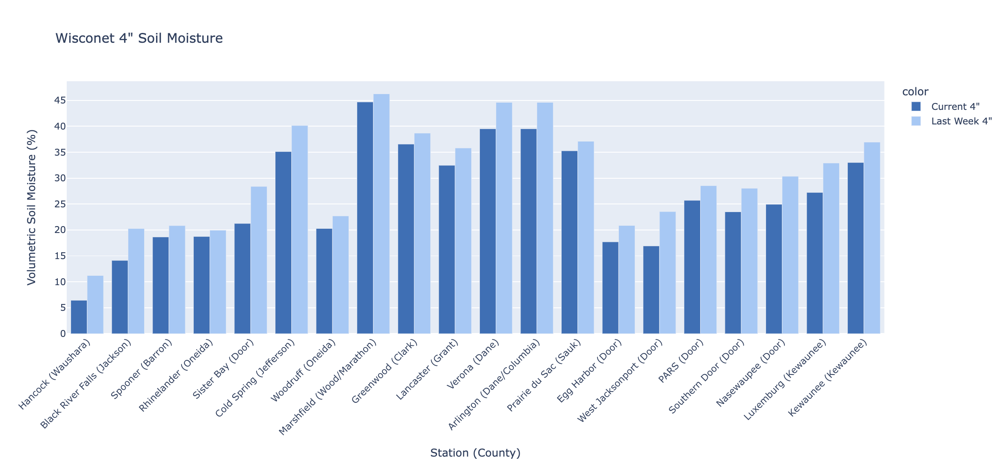 Wisconet 4" Soil Moisture
Volumetric Soil Moisture (%)
45
40
35
30
25
20
15
10
5
0
color
Current 4"
Last Week 4"
Hancock (Waushara)
Black River Falls (Jackson)
Spooner (Barron)
Rhinelander (Oneida)
Sister Bay (Door)
Cold Spring (Jefferson)
Woodruff (Oneida)
Marshfield (Wood/Marathon)
Greenwood (Clark)
Lancaster (Grant)
Verona (Dane)
Arlington (Dane/Columbia)
Prairie du Sac (Sauk)
Egg Harbor (Door)
West Jacksonport (Door)
PARS (Door)
Southern Door (Door)
Nasewaupee (Door)
Luxemburg (Kewaunee)
Kewaunee (Kewaunee)
Station (County)